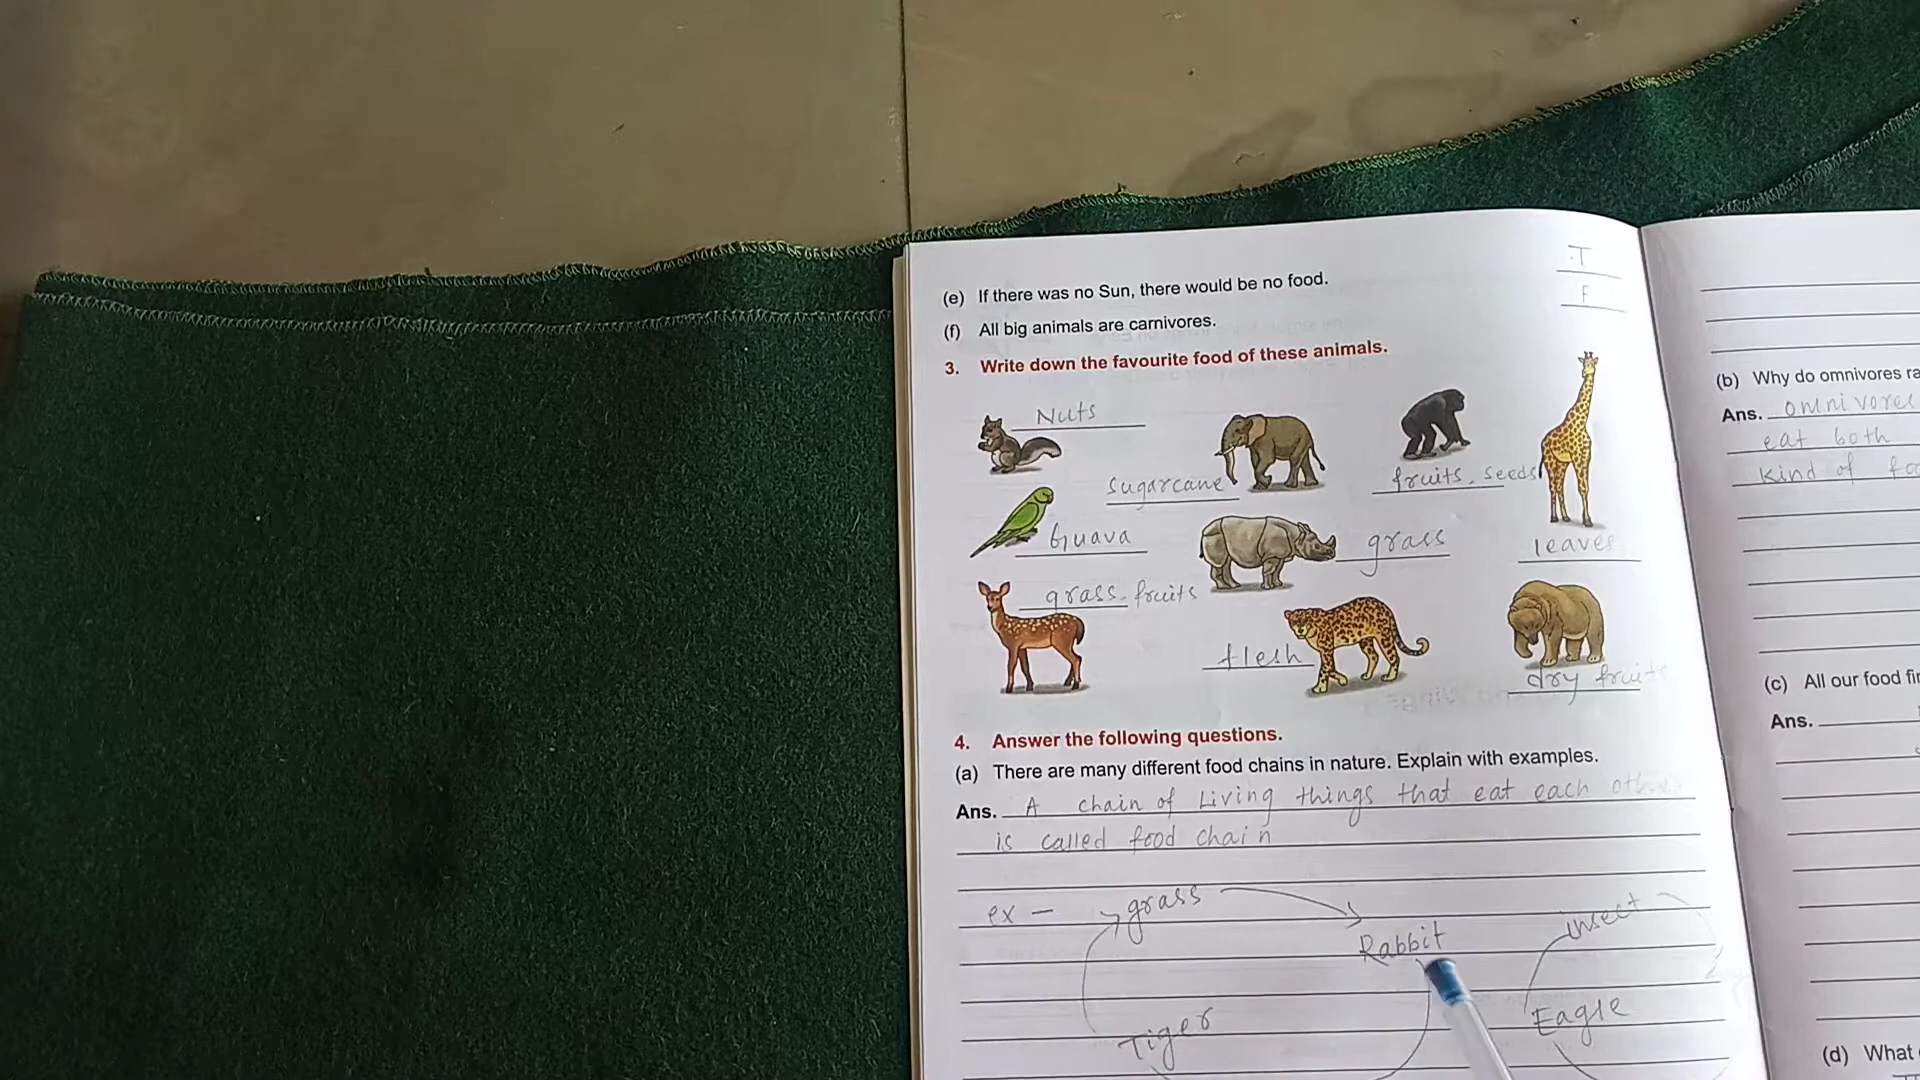 (e) If there was no Sun, there would be no food. T
(f) All big animals are carnivores. F
3. Write down the favourite food of these animals.
Nuts
sugarcane
fruits, seeds
Guava
grass
leaves
grass, fruits
flesh
dry fruits
4. Answer the following questions.
(a) There are many different food chains in nature. Explain with examples.
Ans. A chain of Living things that eat each
is called food chain
ex - grass
Rabbit
insect
Tiger
Eagle
(b) Why do omnivores
Ans. omnivores
eat both
kind of
(c) All our food
Ans.
(d) What